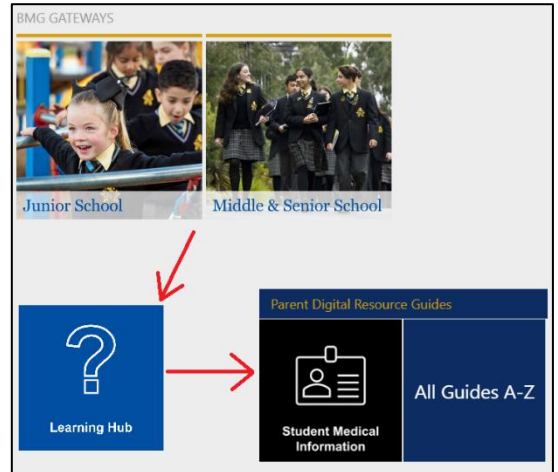 BMG GATEWAYS
Junior School
Middle & Senior School
Parent Digital Resource Guides
?
Learning Hub
Student Medical
Information
All Guides A-Z